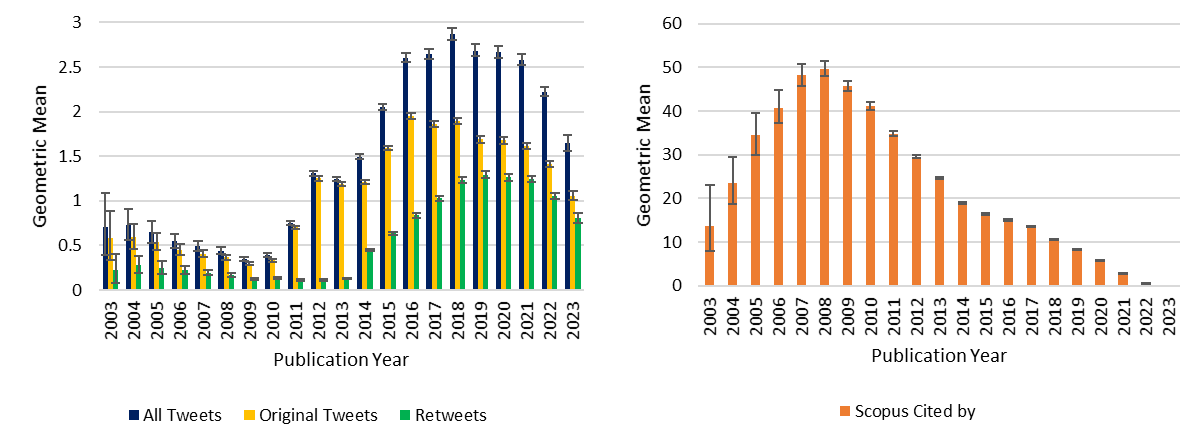 3
2.5
2
1.5
1
0.5
0
Geometric Mean
2003 2004 2005 2006 2007 2008 2009 2010 2011 2012 2013 2014 2015 2016 2017 2018 2019 2020 2021 2022 2023
Publication Year
All Tweets Original Tweets Retweets
60
50
40
30
20
10
0
Geometric Mean
2003 2004 2005 2006 2007 2008 2009 2010 2011 2012 2013 2014 2015 2016 2017 2018 2019 2020 2021 2022 2023
Publication Year
Scopus Cited by